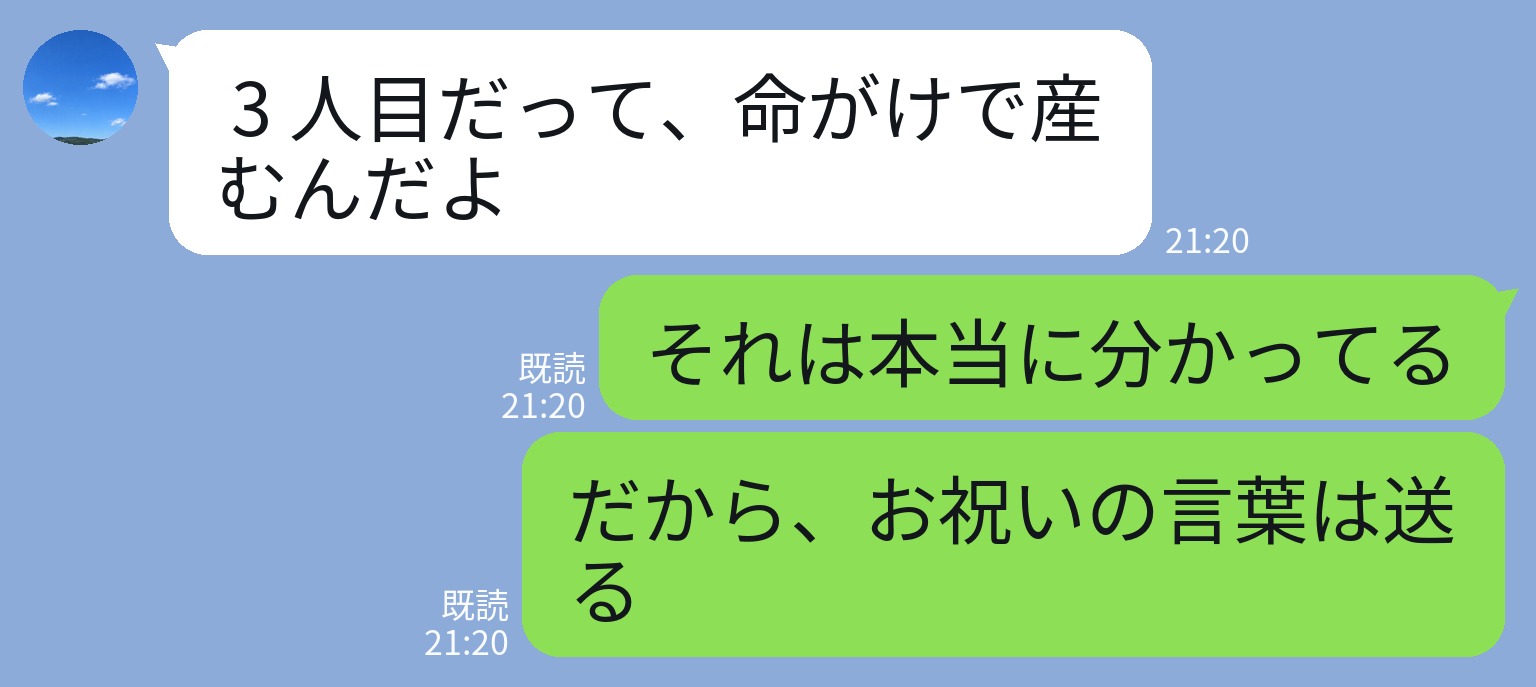 ３人目だって、命がけで産
むんだよ
21:20
それは本当に分かってる
既読
21:20
だから、お祝いの言葉は送
る
既読
21:20